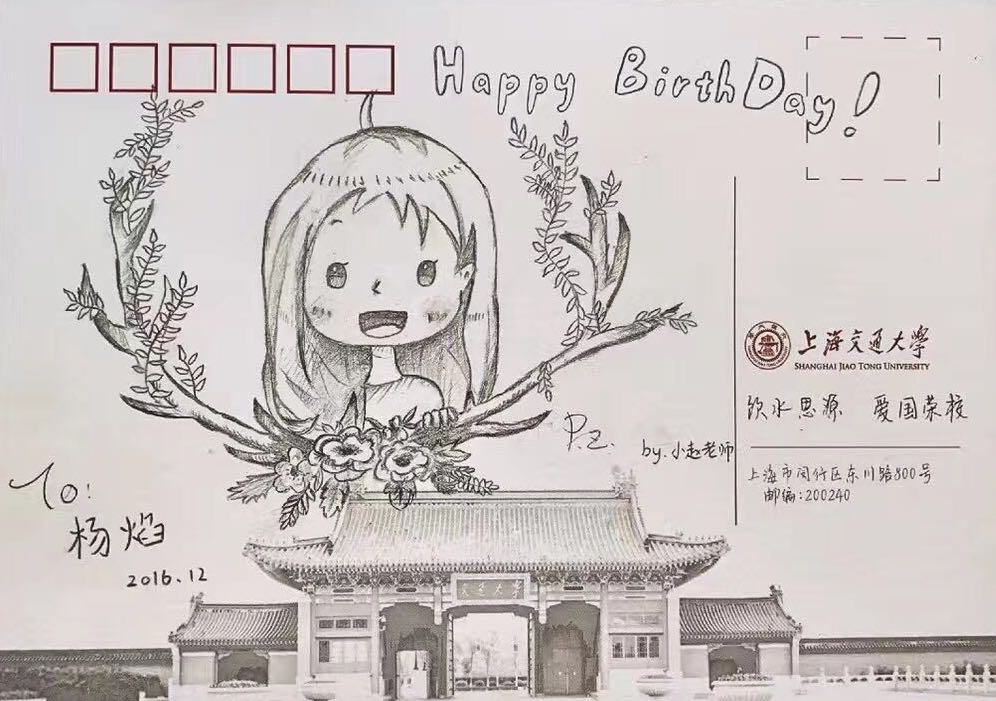 Happy BirthDay!
上海交通大学
SHANGHAI JIAO TONG UNIVERSITY
饮水思源 爱国荣校
P.Z.
by.小赵老师
上海市闵行区东川路800号
邮编:200240
To:
杨焰
2016.12
交通大学